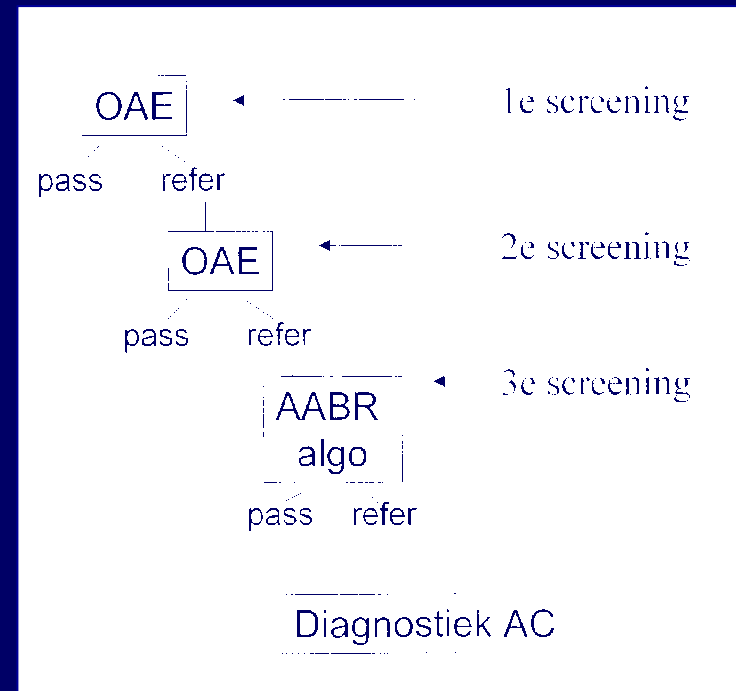 OAE
1e screening
pass refer
OAE
2e screening
pass refer
3e screening
AABR
algo
pass refer
Diagnostiek AC